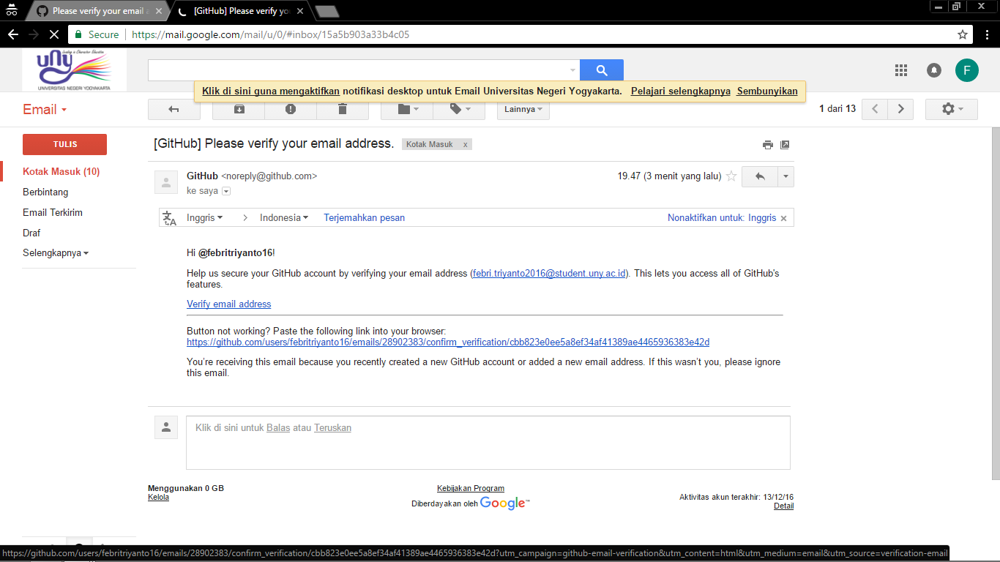 Please verify your email a
[GitHub] Please verify yo
Secure
https://mail.google.com/mail/u/0/#inbox/15a5b903a33b4c05
Leading in Character Education
uny
UNIVERSITAS NEGERI YOGYAKARTA
F
Klik di sini guna mengaktifkan notifikasi desktop untuk Email Universitas Negeri Yogyakarta. Pelajari selengkapnya Sembunyikan
Email
Lainnya
1 dari 13
TULIS
Kotak Masuk (10)
Berbintang
Email Terkirim
Draf
Selengkapnya
[GitHub] Please verify your email address.
Kotak Masuk x
GitHub <noreply@github.com>
19.47 (3 menit yang lalu)
ke saya
Inggris > Indonesia Terjemahkan pesan
Nonaktifkan untuk: Inggris
Hi @febritriyanto16!
Help us secure your GitHub account by verifying your email address (febri.triyanto2016@student.uny.ac.id). This lets you access all of GitHub's
features.
Verify email address
Button not working? Paste the following link into your browser:
https://github.com/users/febritriyanto16/emails/28902383/confirm_verification/cbb823e0ee5a8ef34af41389ae4465936383e42d
You're receiving this email because you recently created a new GitHub account or added a new email address. If this wasn't you, please ignore
this email.
Klik di sini untuk Balas atau Teruskan
Menggunakan 0 GB
Kelola
Kebijakan Program
Diberdayakan oleh Google™
Aktivitas akun terakhir: 13/12/16
Detail
https://github.com/users/febritriyanto16/emails/28902383/confirm_verification/cbb823e0ee5a8ef34af41389ae4465936383e42d?utm_campaign=github-email-verification&utm_content=html&utm_medium=email&utm_source=verification-email